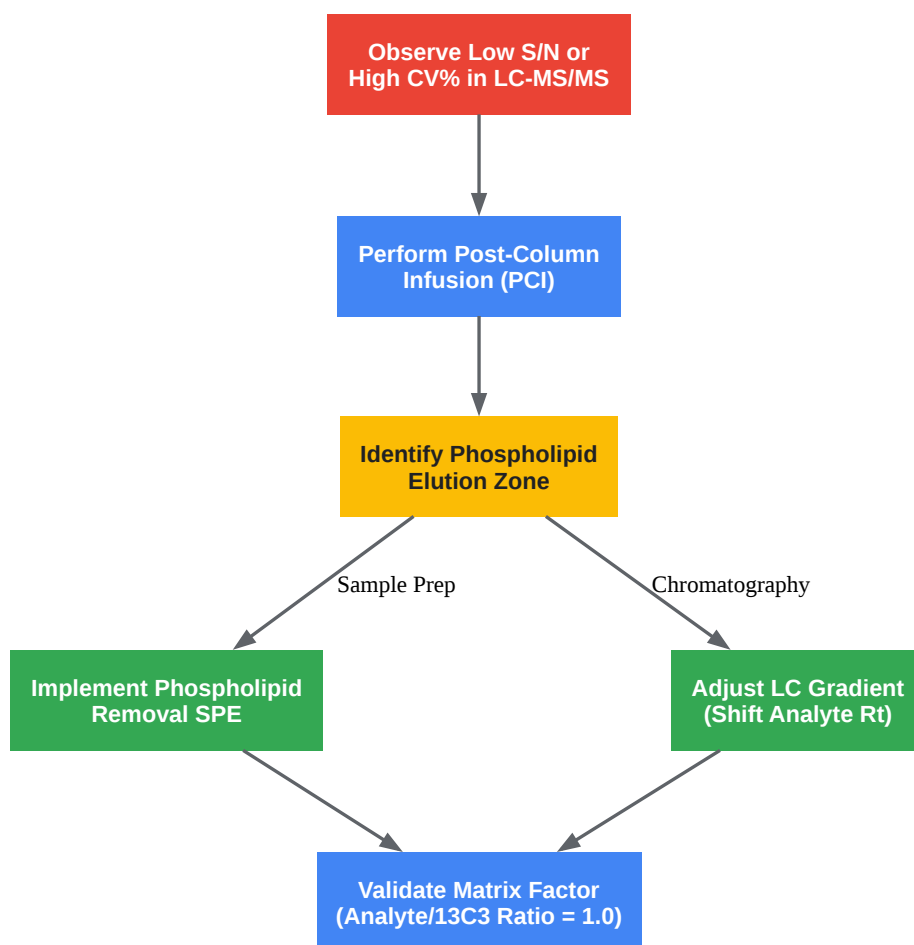 Observe Low S/N or
High CV% in LC-MS/MS
Perform Post-Column
Infusion (PCI)
Identify Phospholipid
Elution Zone
Sample Prep
Chromatography
Implement Phospholipid
Removal SPE
Adjust LC Gradient
(Shift Analyte Rt)
Validate Matrix Factor
(Analyte/13C3 Ratio = 1.0)